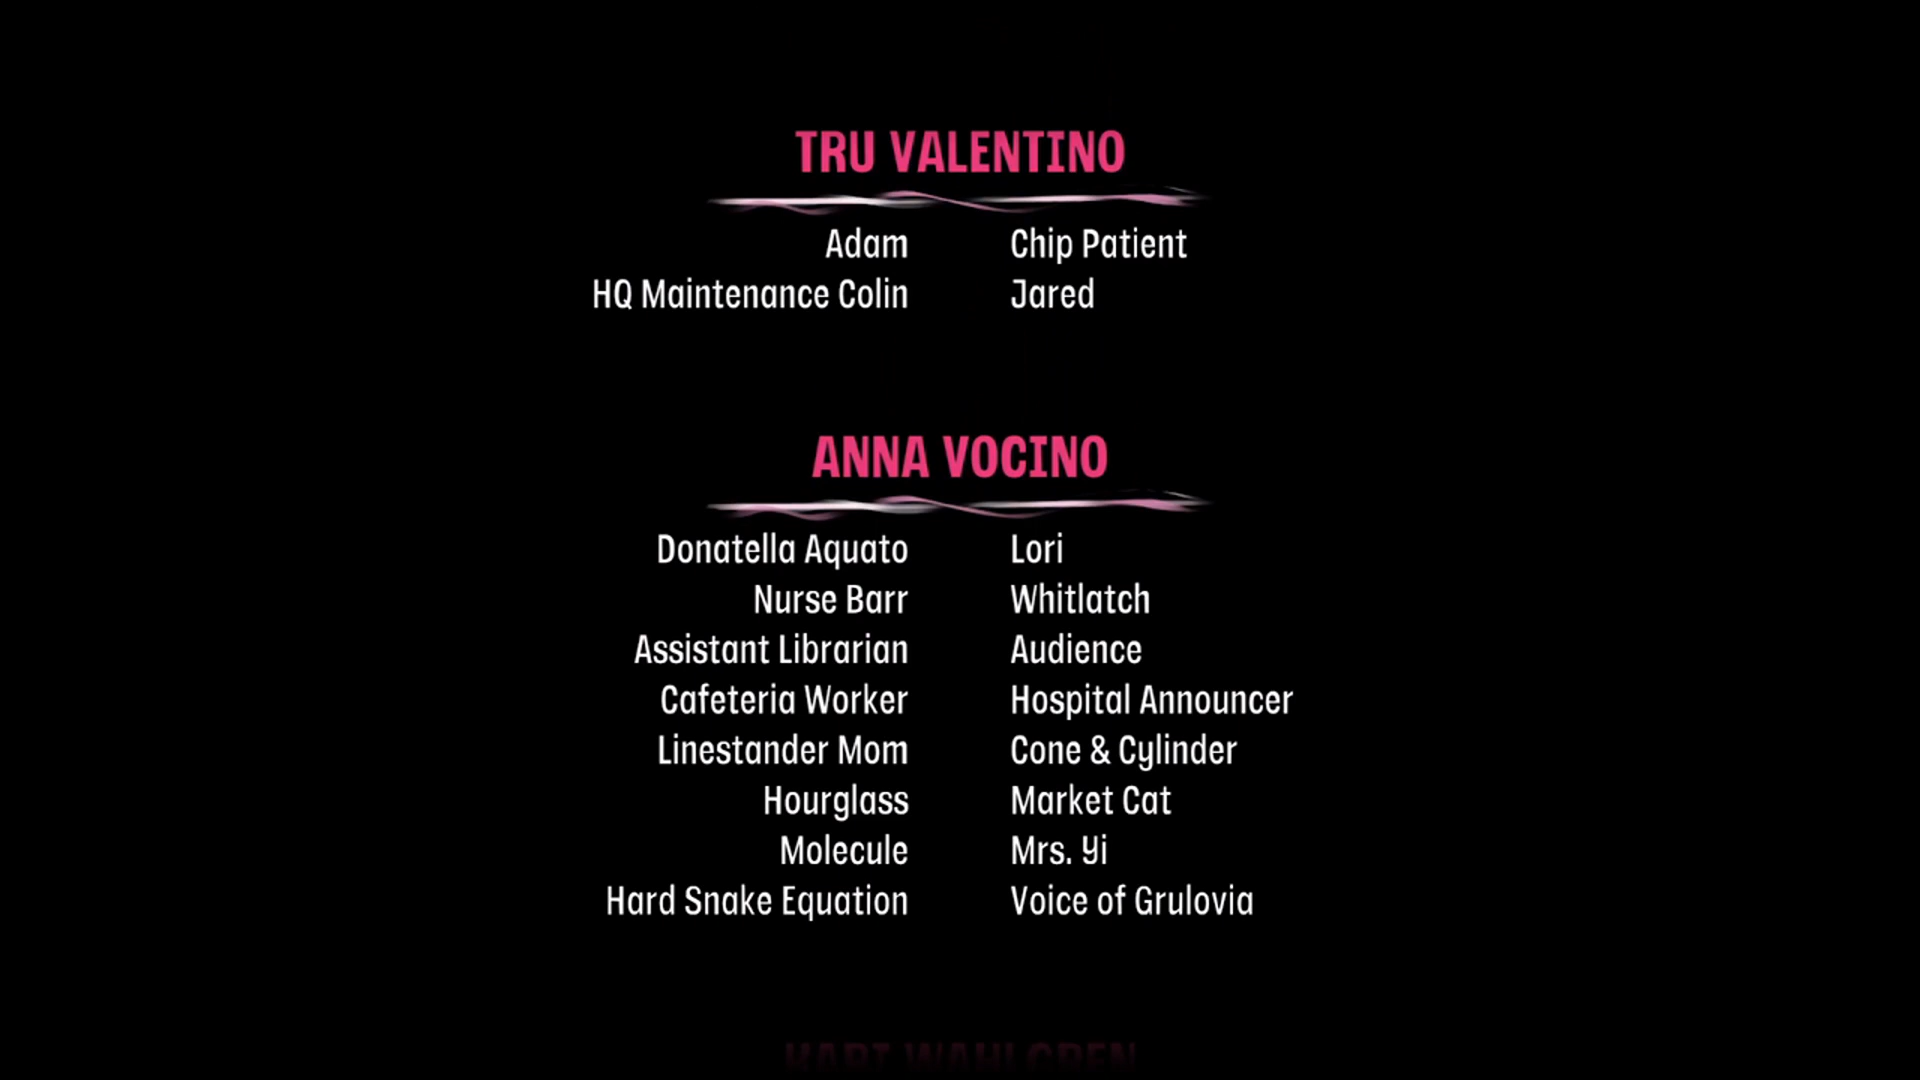 TRU VALENTINO
Adam Chip Patient
HQ Maintenance Colin Jared
ANNA VOCINO
Donatella Aquato Lori
Nurse Barr Whitlatch
Assistant Librarian Audience
Cafeteria Worker Hospital Announcer
Linestander Mom Cone & Cylinder
Hourglass Market Cat
Molecule Mrs. Yi
Hard Snake Equation Voice of Grulovia
KARI WAHLGREN